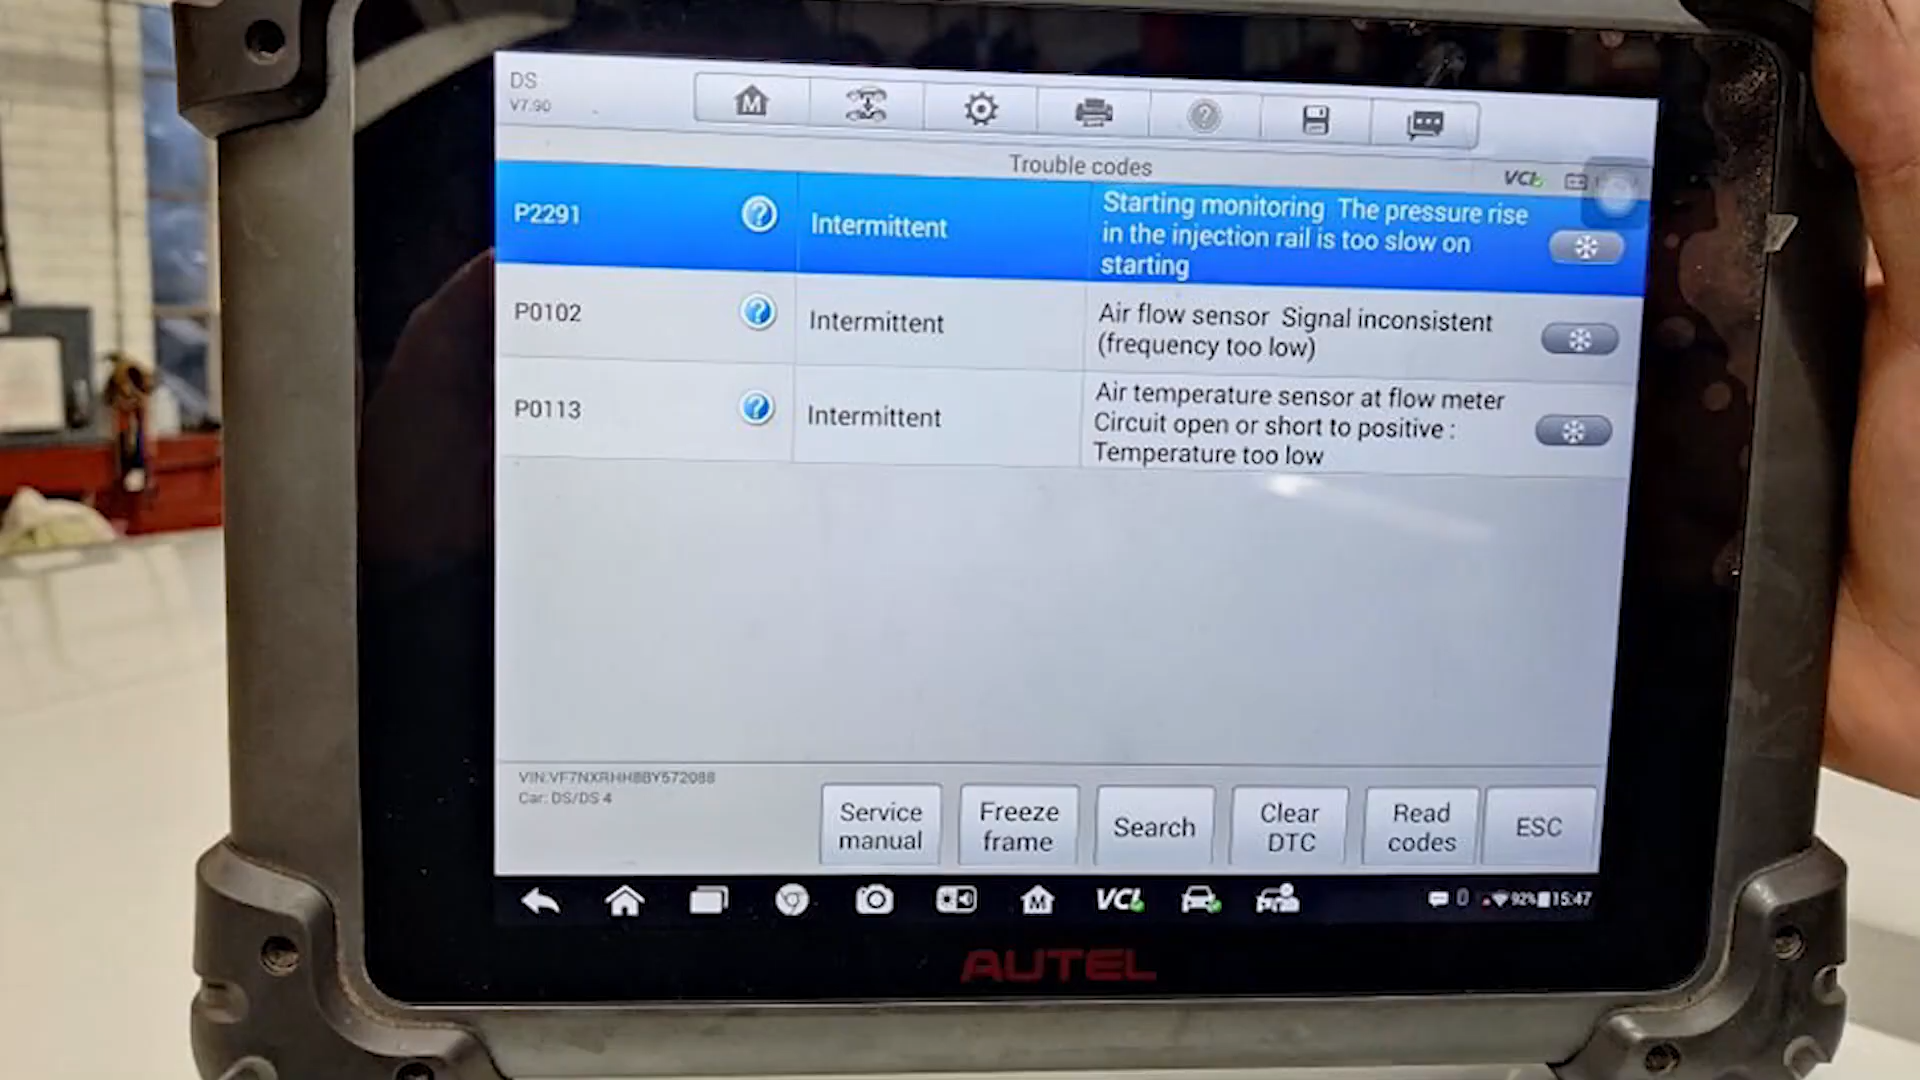 DS
V7.90
M
?
Trouble codes
VCI
P2291
?
Intermittent
Starting monitoring The pressure rise
in the injection rail is too slow on
starting
P0102
?
Intermittent
Air flow sensor Signal inconsistent
(frequency too low)
P0113
?
Intermittent
Air temperature sensor at flow meter
Circuit open or short to positive :
Temperature too low
VIN:VF7NXRHH8BY572088
Car: DS/DS 4
Service
manual
Freeze
frame
Search
Clear
DTC
Read
codes
ESC
M
VCI
92%
15:47
AUTEL